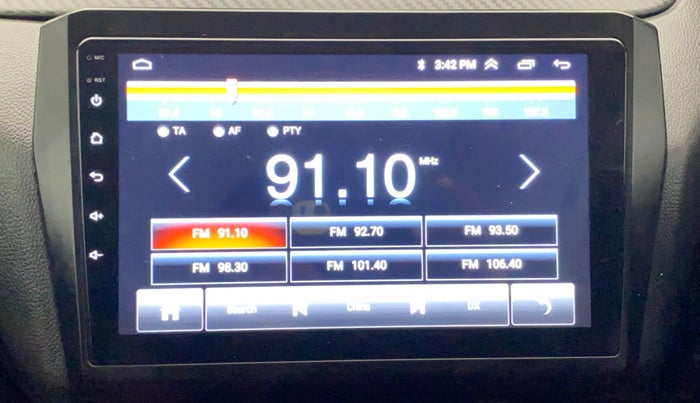 MIC
3:42 PM
RST
TA AF PTY
91.10 MHz
FM 91.10 FM 92.70 FM 93.50
FM 98.30 FM 101.40 FM 106.40
Search China DX